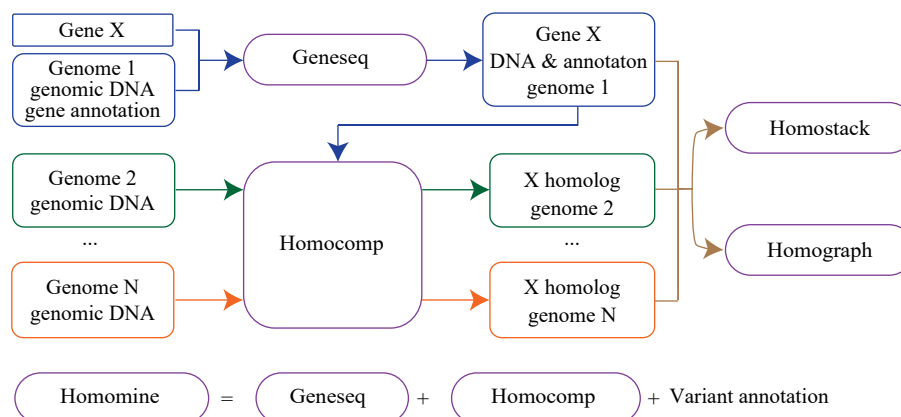 Gene X
Genome 1
genomic DNA
gene annotation
Geneseq
Gene X
DNA & annotaton
genome 1
Homostack
Genome 2
genomic DNA
...
Homocomp
X homolog
genome 2
...
Homograph
Genome N
genomic DNA
X homolog
genome N
Homomine = Geneseq + Homocomp + Variant annotation